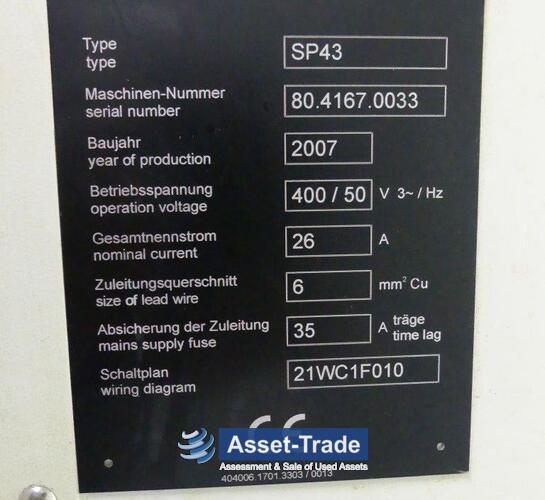 Type
type
SP43
Maschinen-Nummer
serial number
80.4167.0033
Baujahr
year of production
2007
Betriebsspannung
operation voltage
400 / 50 V 3~ / Hz
Gesamtnennstrom
nominal current
26 A
Zuleitungsquerschnitt
size of lead wire
6 mm² Cu
Absicherung der Zuleitung
mains supply fuse
35 A träge
time lag
Schaltplan
wiring diagram
21WC1F010
CE
Asset-Trade
Assessment & Sale of Used Assets
404006.1701.3303 / 0013